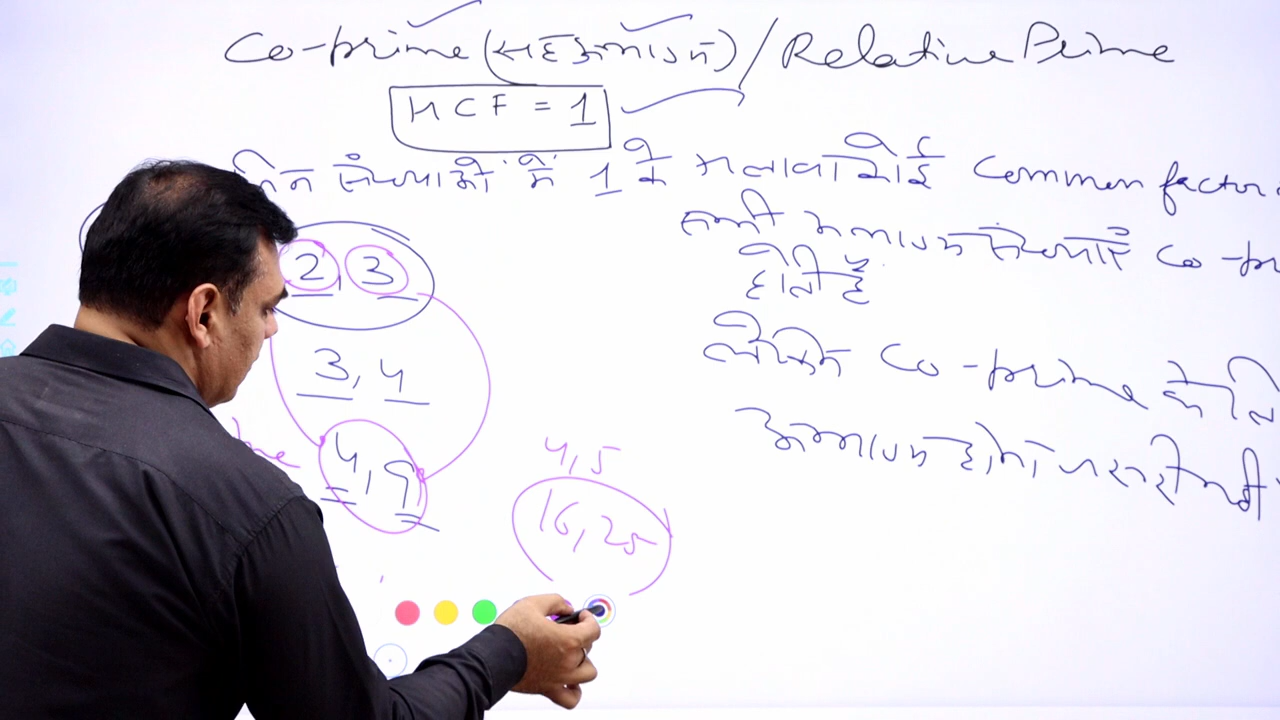 Co-prime (सहअभाज्य) / Relative Prime
HCF = 1
जिन संख्याओं में 1 के अलावा कोई Common factor
सभी अभाज्य संख्याएँ Co-pr
होती हैं
2, 3
लेकिन Co-prime के लि
3, 4
अभाज्य होना जरूरी नहीं
4, 9
4, 5
16, 25